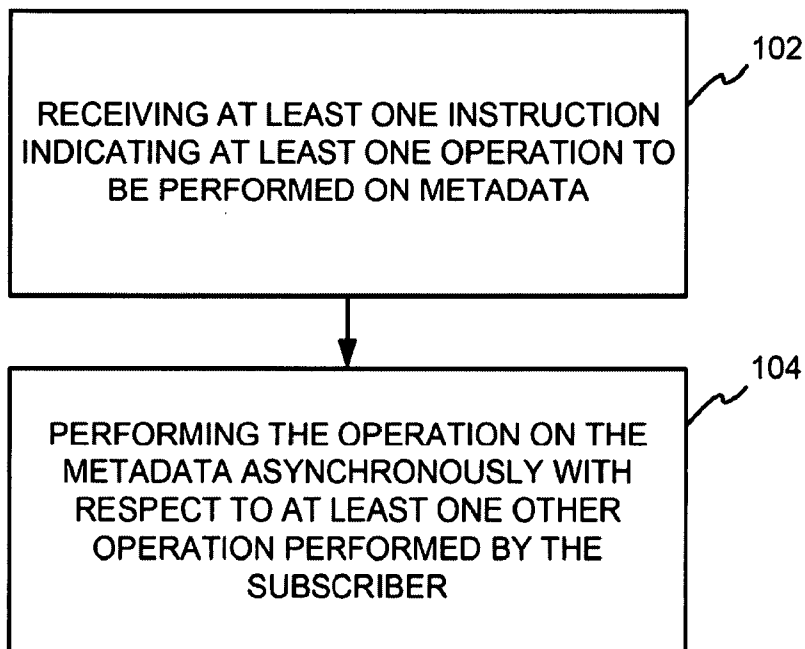 102
RECEIVING AT LEAST ONE INSTRUCTION
INDICATING AT LEAST ONE OPERATION TO
BE PERFORMED ON METADATA
104
PERFORMING THE OPERATION ON THE
METADATA ASYNCHRONOUSLY WITH
RESPECT TO AT LEAST ONE OTHER
OPERATION PERFORMED BY THE
SUBSCRIBER